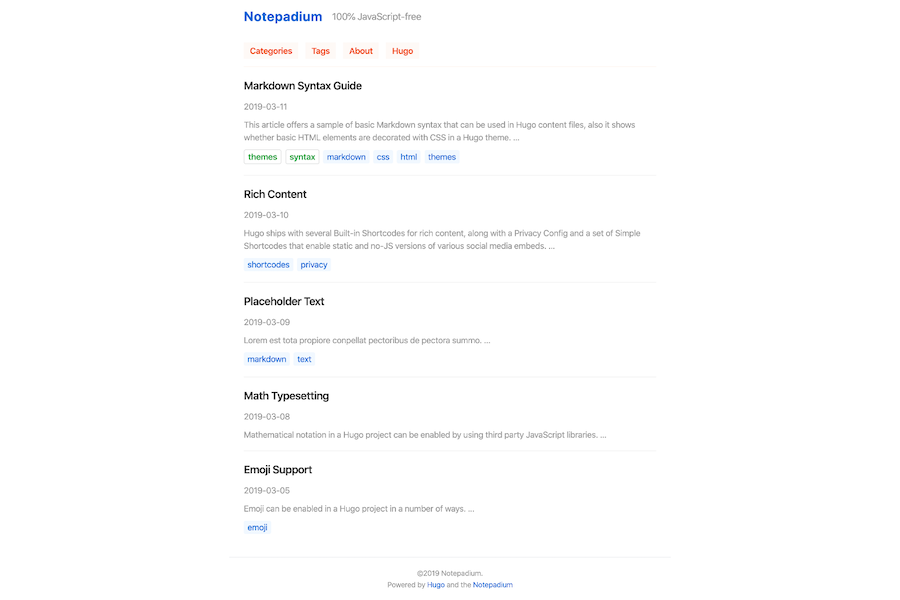 Notepadium 100% JavaScript-free
Categories Tags About Hugo
Markdown Syntax Guide
2019-03-11
This article offers a sample of basic Markdown syntax that can be used in Hugo content files, also it shows
whether basic HTML elements are decorated with CSS in a Hugo theme. ...
themes syntax markdown css html themes
Rich Content
2019-03-10
Hugo ships with several Built-in Shortcodes for rich content, along with a Privacy Config and a set of Simple
Shortcodes that enable static and no-JS versions of various social media embeds. ...
shortcodes privacy
Placeholder Text
2019-03-09
Lorem est tota propiore conpellat pectoribus de pectora summo. ...
markdown text
Math Typesetting
2019-03-08
Mathematical notation in a Hugo project can be enabled by using third party JavaScript libraries. ...
Emoji Support
2019-03-05
Emoji can be enabled in a Hugo project in a number of ways. ...
emoji
©2019 Notepadium.
Powered by Hugo and the Notepadium